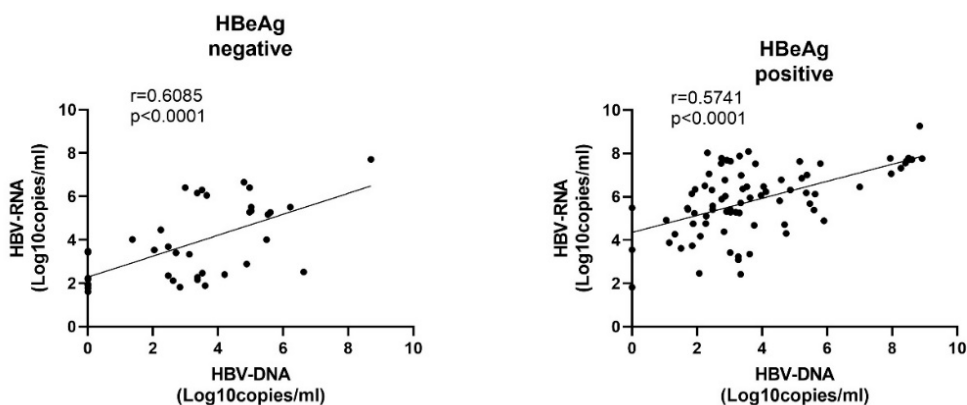 HBeAg
negative
r=0.6085
p<0.0001
10
8
6
4
2
0
HBV-RNA
(Log10copies/ml)
0 2 4 6 8 10
HBV-DNA
(Log10copies/ml)
HBeAg
positive
r=0.5741
p<0.0001
10
8
6
4
2
0
HBV-RNA
(Log10copies/ml)
0 2 4 6 8 10
HBV-DNA
(Log10copies/ml)